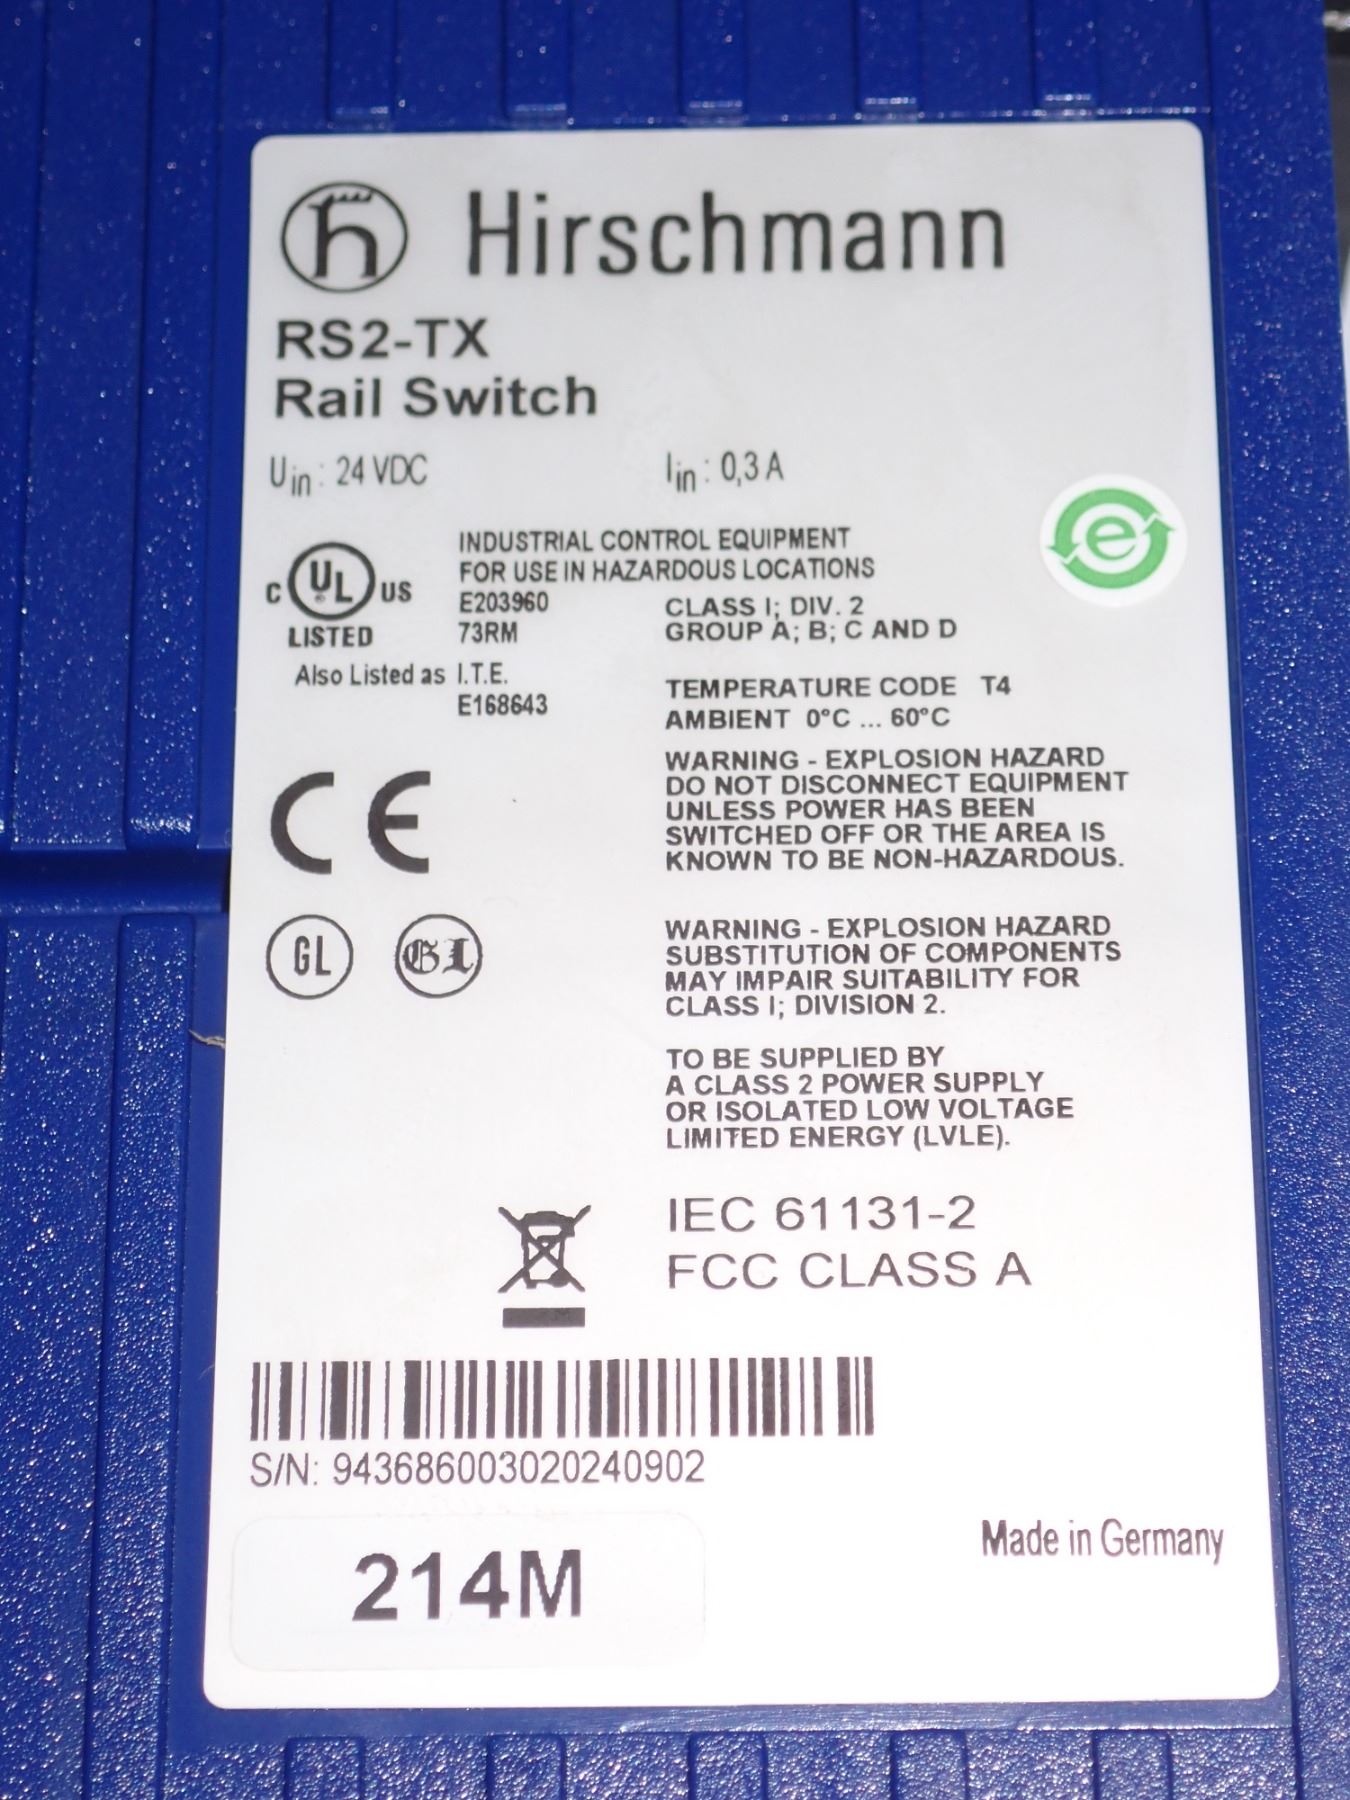 Hirschmann
RS2-TX
Rail Switch
Uin : 24 VDC
Iin : 0,3 A
e
C UL ® US
LISTED
INDUSTRIAL CONTROL EQUIPMENT
FOR USE IN HAZARDOUS LOCATIONS
E203960
73RM
CLASS I; DIV. 2
GROUP A; B; C AND D
Also Listed as I.T.E.
E168643
TEMPERATURE CODE T4
AMBIENT 0°C ... 60°C
CE
WARNING - EXPLOSION HAZARD
DO NOT DISCONNECT EQUIPMENT
UNLESS POWER HAS BEEN
SWITCHED OFF OR THE AREA IS
KNOWN TO BE NON-HAZARDOUS.
GL GL
WARNING - EXPLOSION HAZARD
SUBSTITUTION OF COMPONENTS
MAY IMPAIR SUITABILITY FOR
CLASS I; DIVISION 2.
TO BE SUPPLIED BY
A CLASS 2 POWER SUPPLY
OR ISOLATED LOW VOLTAGE
LIMITED ENERGY (LVLE).
IEC 61131-2
FCC CLASS A
S/N: 943686003020240902
Made in Germany
214M